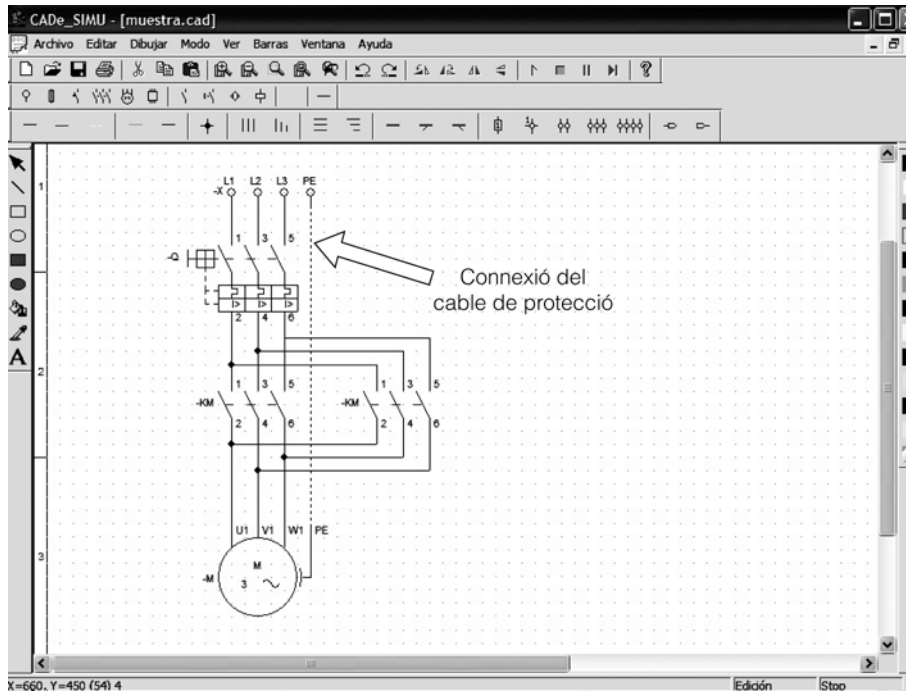 CADe_SIMU - [muestra.cad]
Archivo Editar Dibujar Modo Ver Barras Ventana Ayuda
1
L1 L2 L3 PE
-X
1 3 5
-Q
I> I> I>
2 4 6
Connexió del
cable de protecció
2
1 3 5 1 3 5
-KM -KM
2 4 6 2 4 6
U1 V1 W1 PE
3
M
-M
3
A
X=660, Y=450 (54) 4 Edición Stop